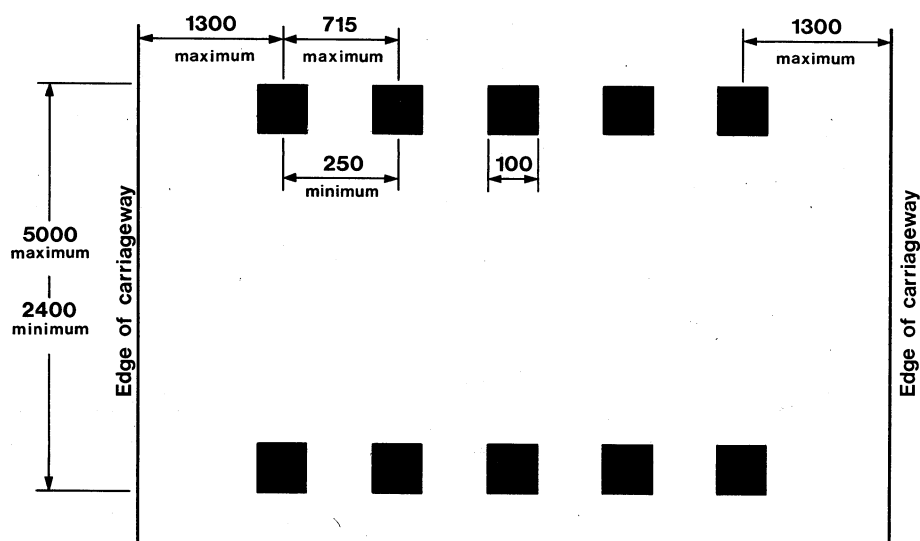 1300
maximum
715
maximum
1300
maximum
250
minimum
100
5000
maximum
2400
minimum
Edge of carriageway
Edge of carriageway